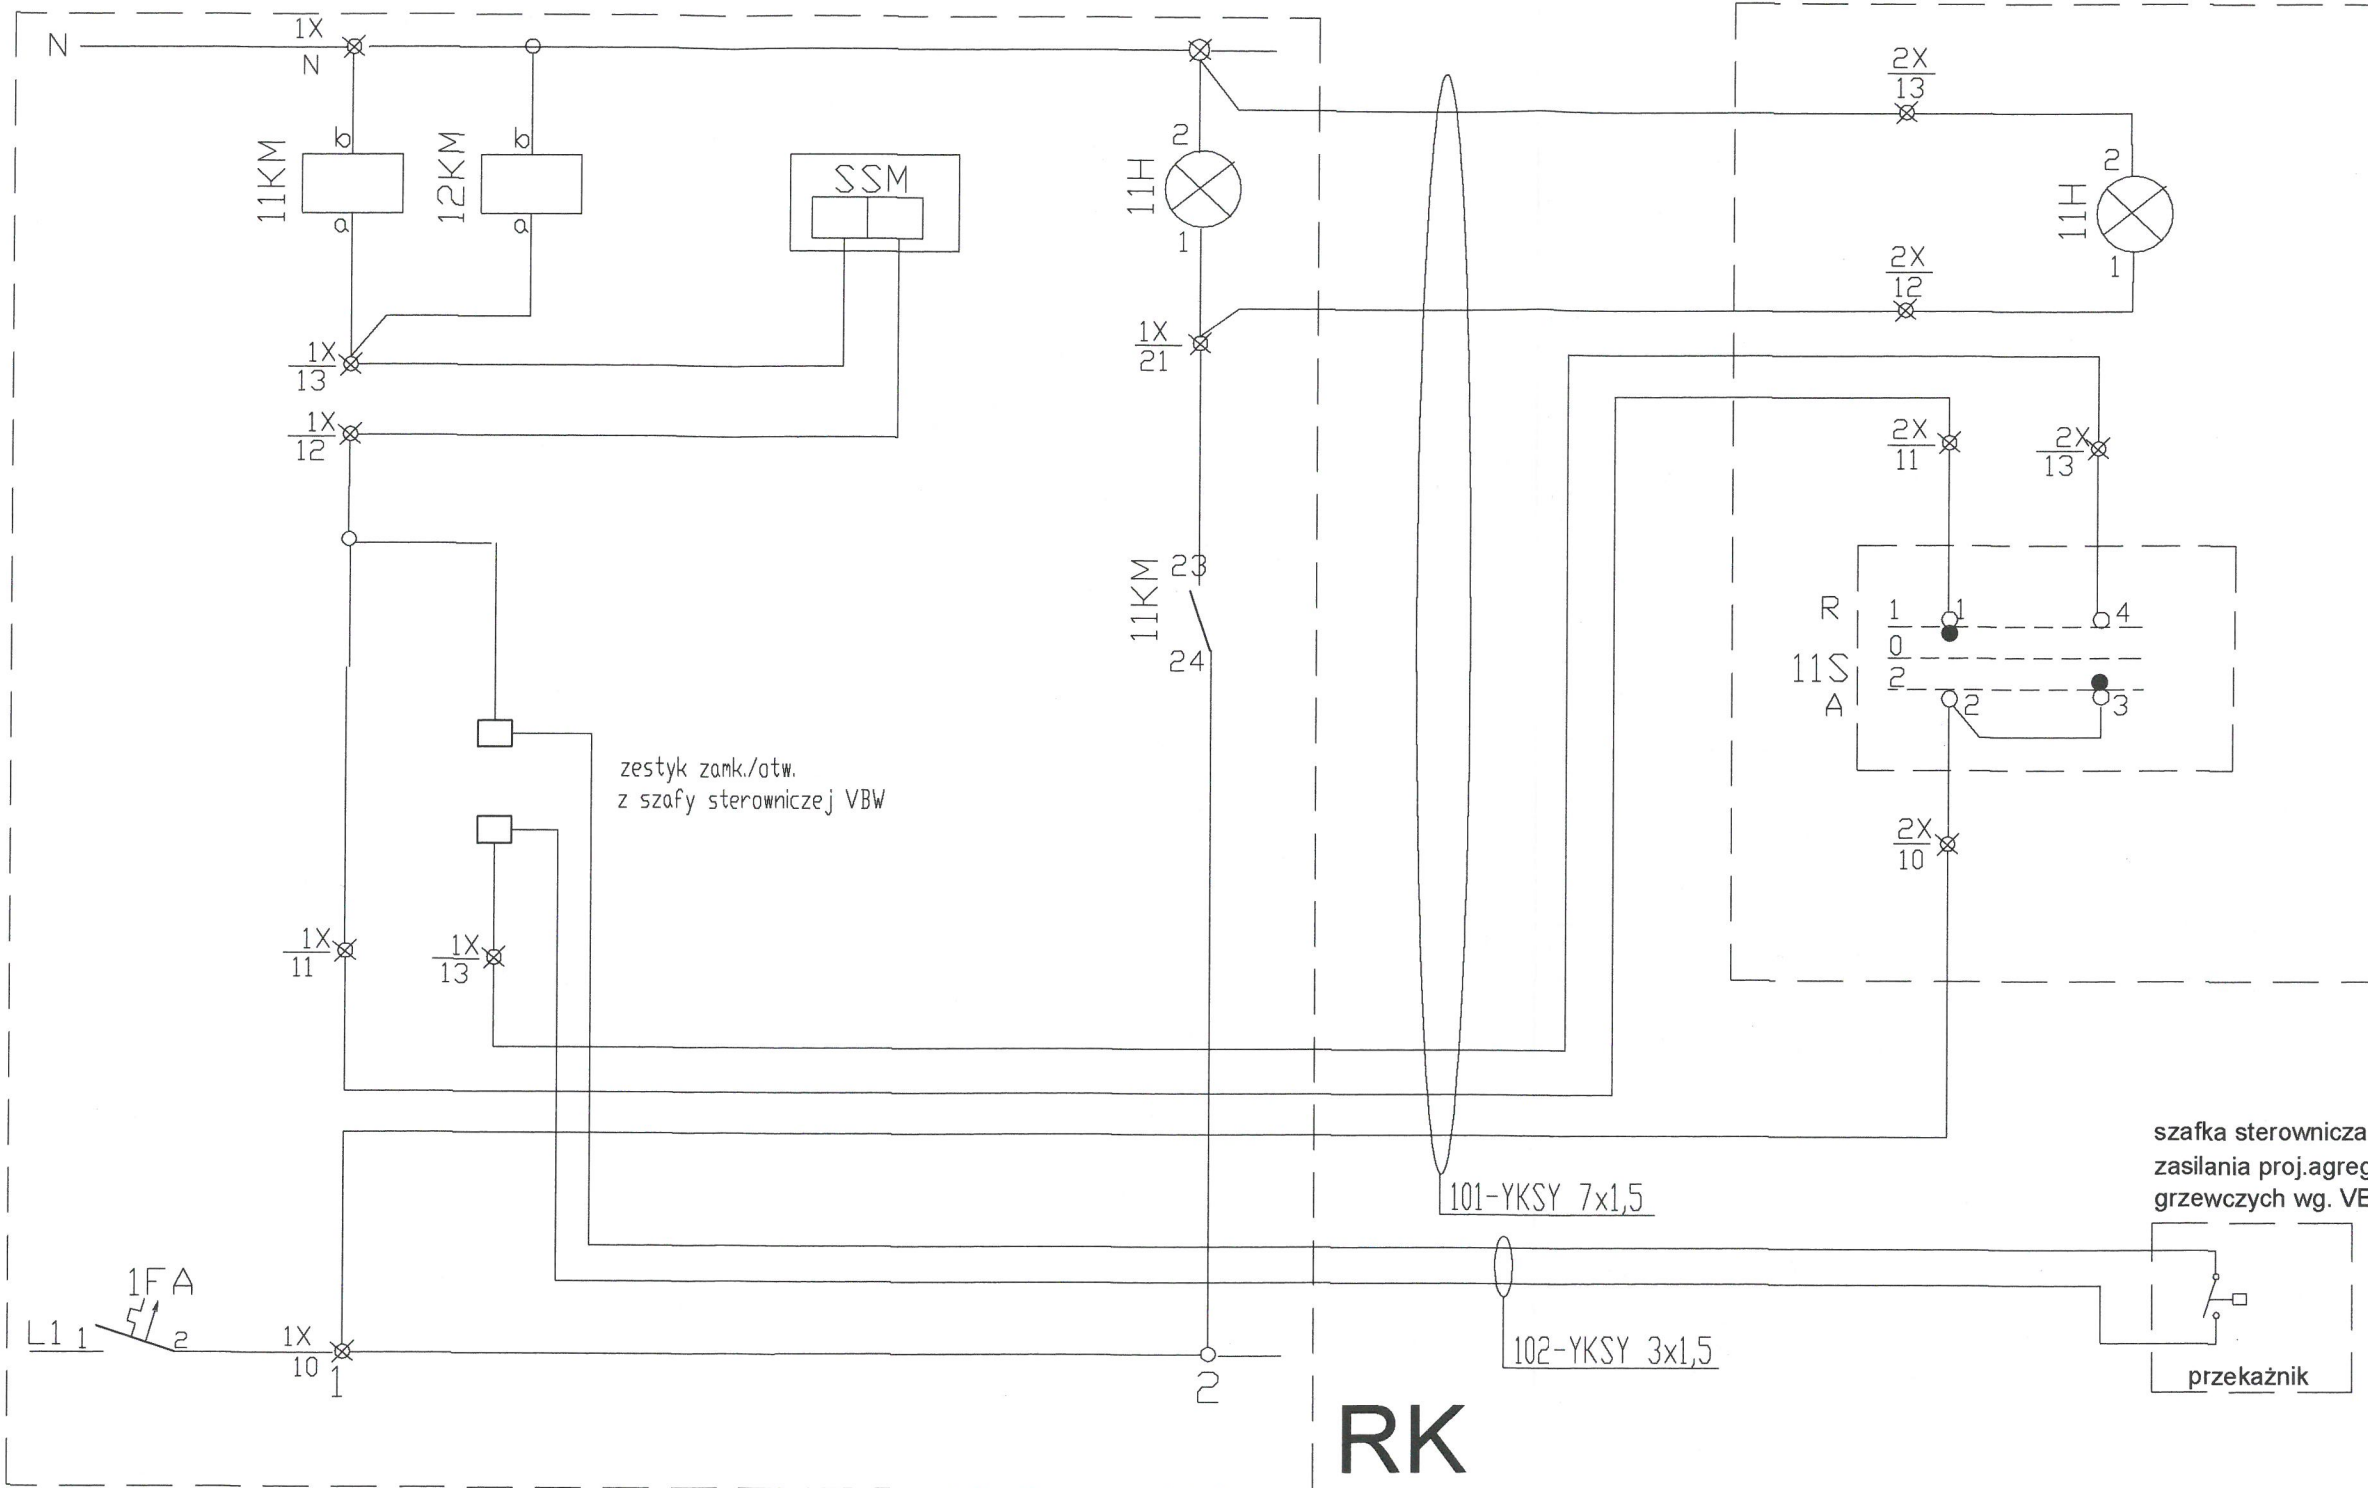 N
1X
N
2X
13
11KM
b
a
12KM
b
a
SSM
11H
2
1
11H
2
1
2X
12
1X
13
1X
21
1X
12
2X
11
2X
13
11KM
23
24
R
11S
A
1
0
2
1
4
2
3
zestyk zamk./otw.
z szafy sterowniczej VBW
2X
10
1X
11
1X
13
101-YKSY 7x1,5
szafka sterownicza
zasilania proj.agreg
grzewczych wg.
1FA
L1
1
2
1X
10
1
2
102-YKSY 3x1,5
przekażnik
RK